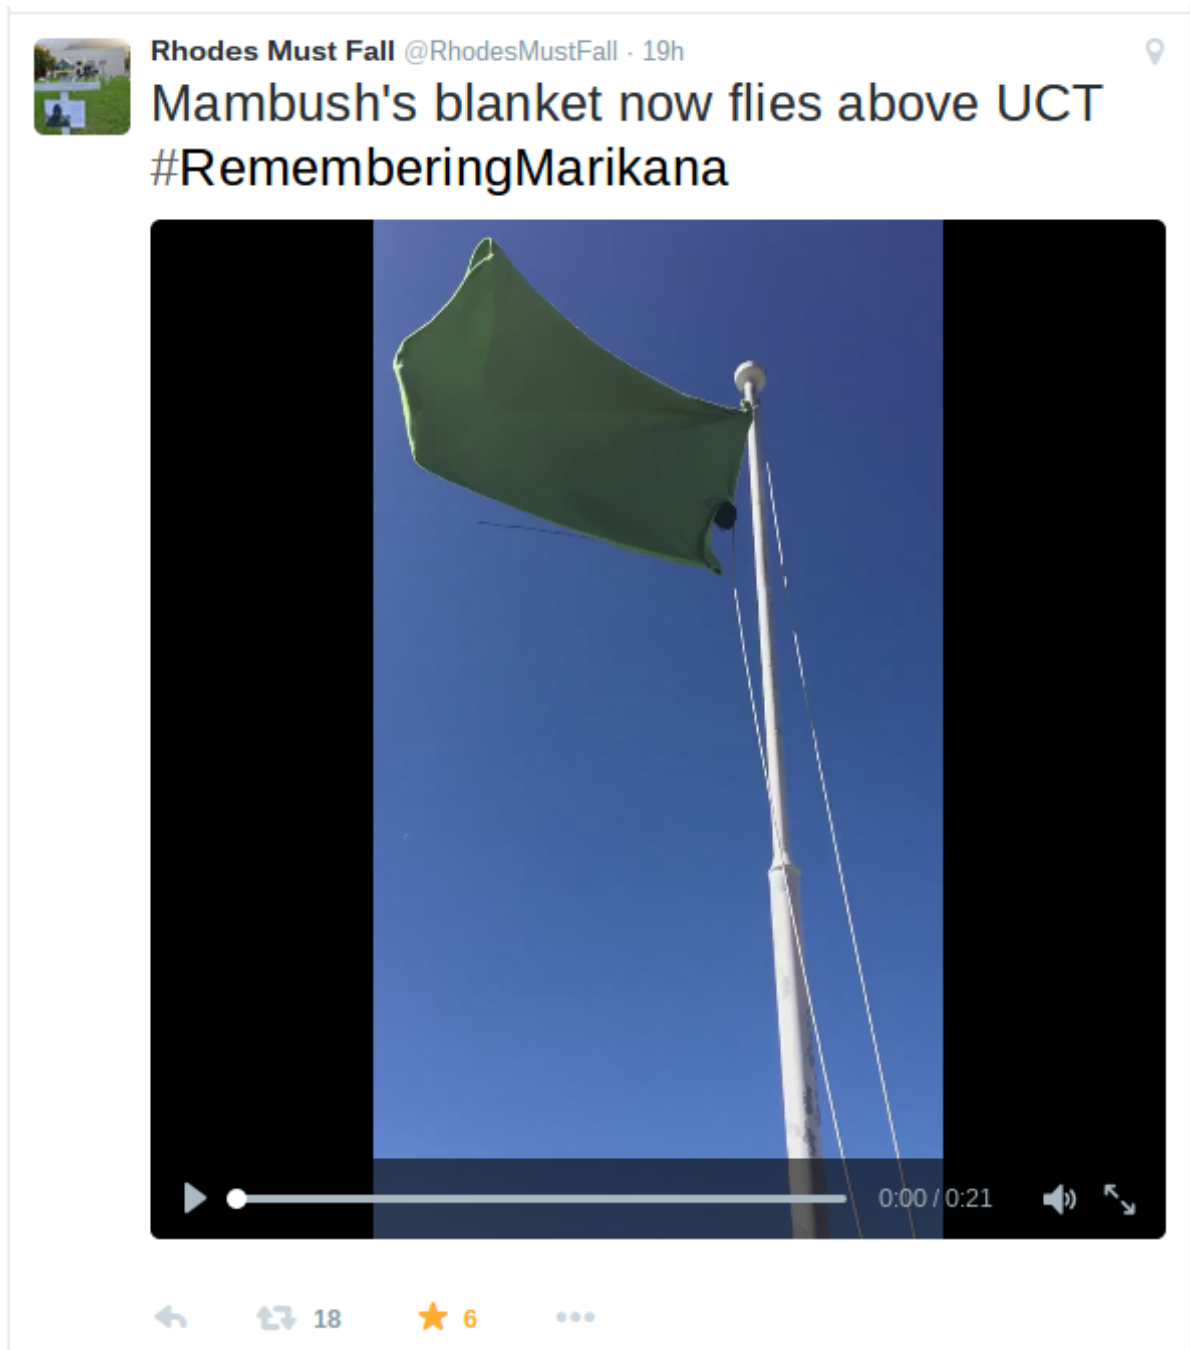 Rhodes Must Fall @RhodesMustFall · 19h
Mambush's blanket now flies above UCT
#RememberingMarikana
0:00 / 0:21
18 6